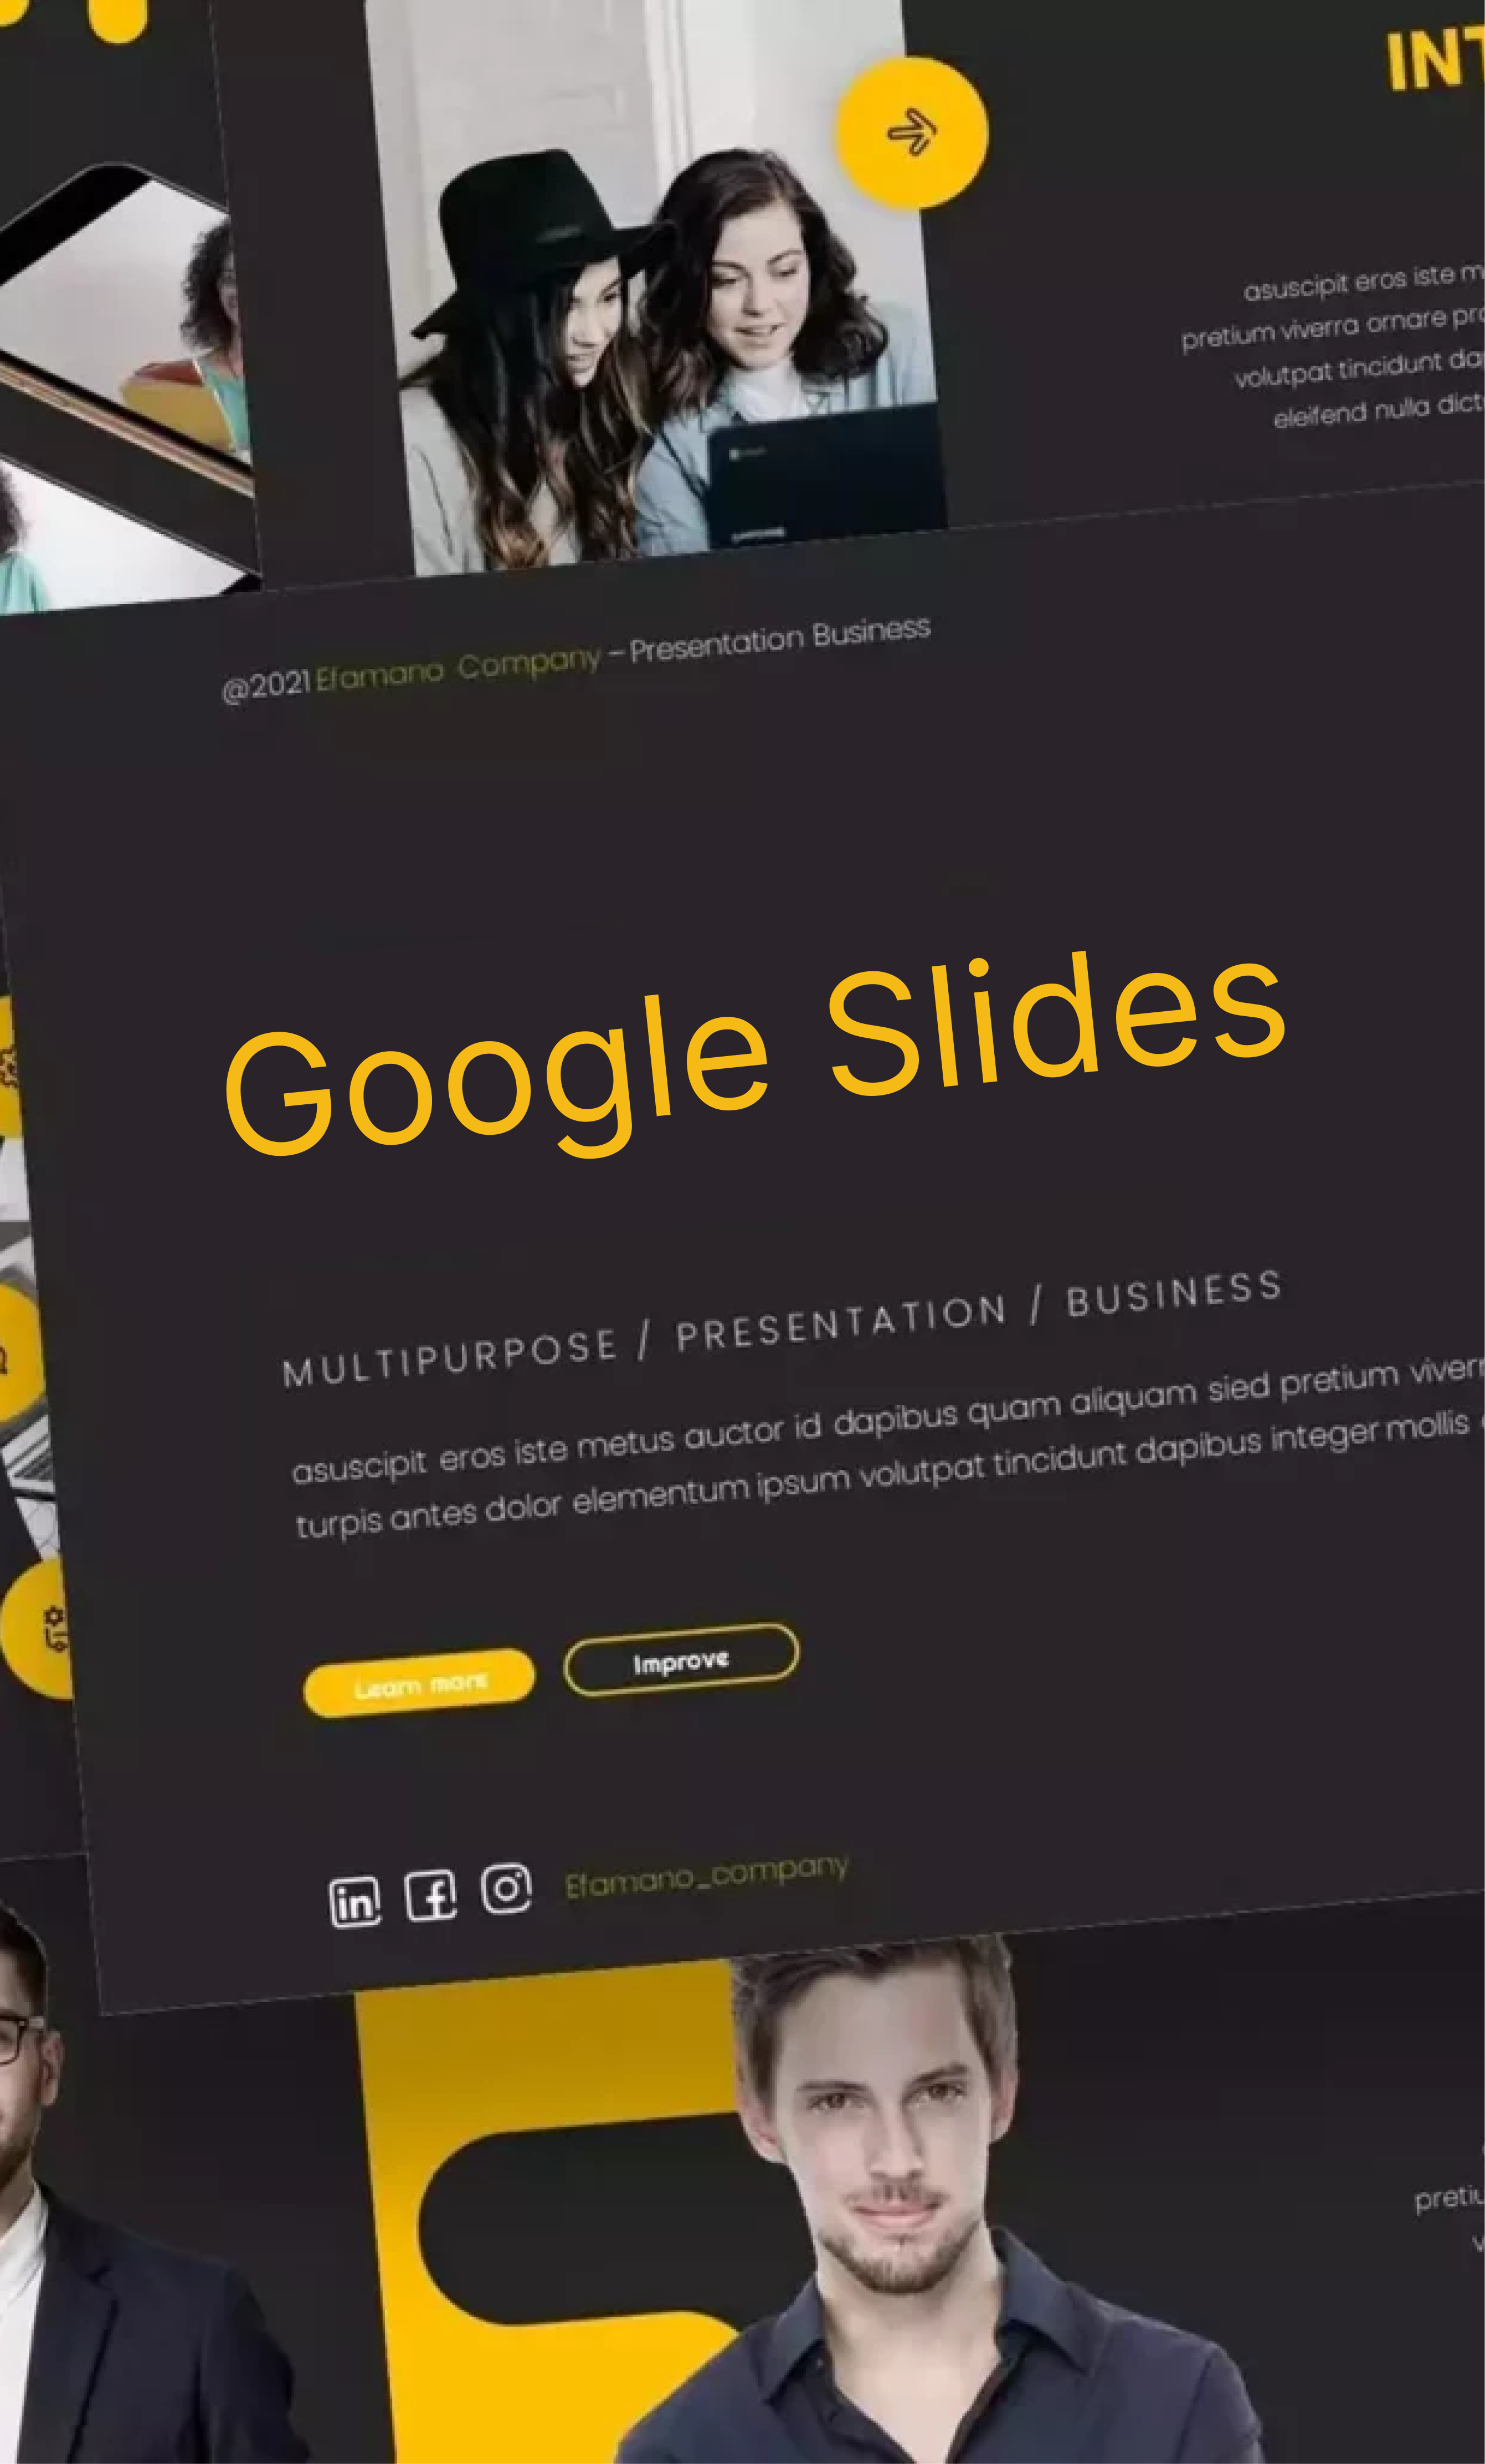 INT
asuscipit eros iste m
pretium viverra ornare pro
volutpat tincidunt da
eleifend nulla dict
@2021 Efamano Company – Presentation Business
Google Slides
MULTIPURPOSE / PRESENTATION / BUSINESS
asuscipit eros iste metus auctor id dapibus quam aliquam sied pretium viverr
turpis antes dolor elementum ipsum volutpat tincidunt dapibus integer mollis
Learn more
Improve
in
f
Efamano_company
pretiu
v